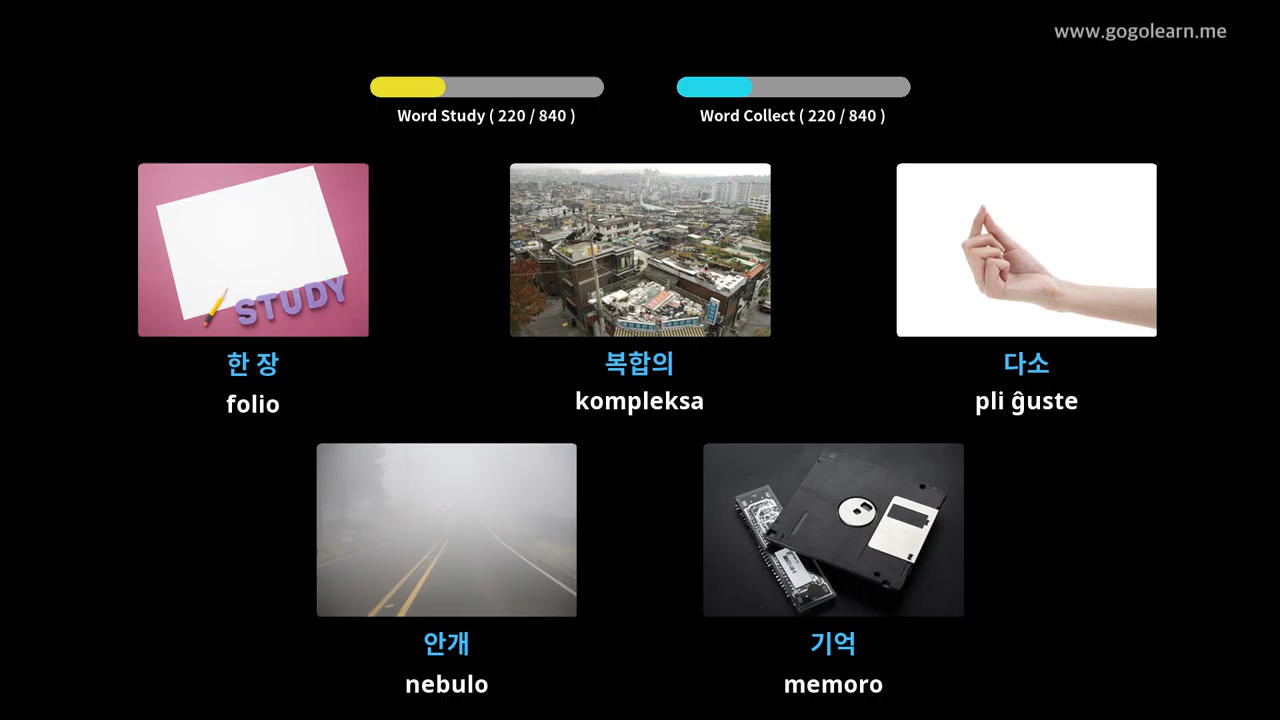 www.gogolearn.me
Word Study ( 220 / 840 )
Word Collect ( 220 / 840 )
STUDY
한 장
folio
복합의
kompleksa
다소
pli ĝuste
안개
nebulo
기억
memoro